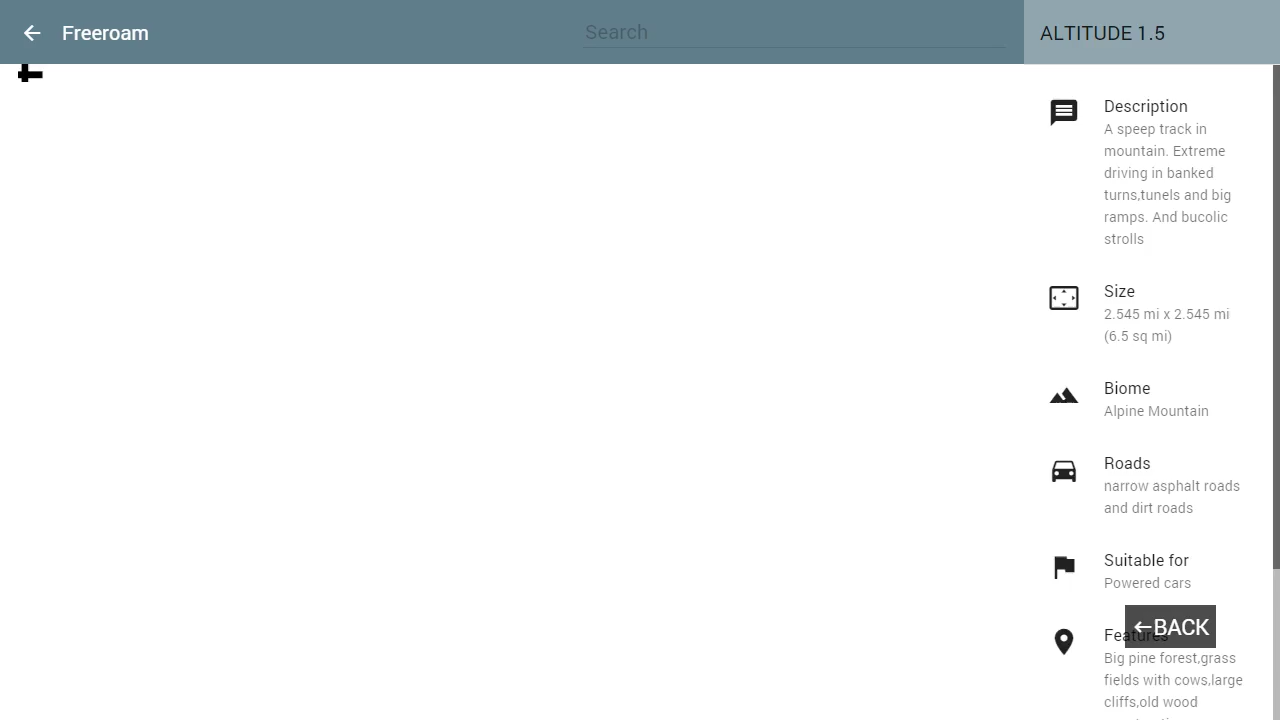 Freeroam
Search
ALTITUDE 1.5
Description
A speep track in
mountain. Extreme
driving in banked
turns,tunels and big
ramps. And bucolic
strolls
Size
2.545 mi x 2.545 mi
(6.5 sq mi)
Biome
Alpine Mountain
Roads
narrow asphalt roads
and dirt roads
Suitable for
Powered cars
Features
←BACK
Big pine forest,grass
fields with cows,large
cliffs,old wood